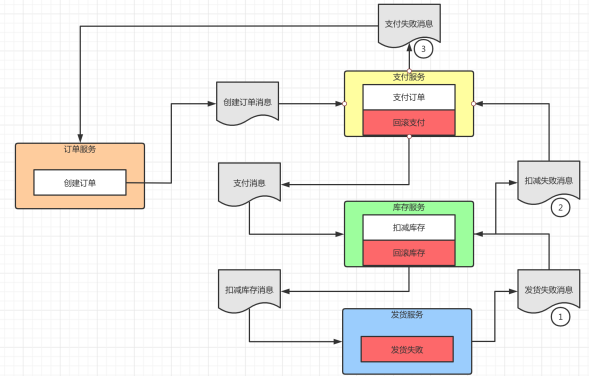 支付失败消息
3
支付服务
支付订单
回滚支付
创建订单消息
订单服务
创建订单
支付消息
扣减失败消息
2
库存服务
扣减库存
回滚库存
扣减库存消息
发货失败消息
1
发货服务
发货失败